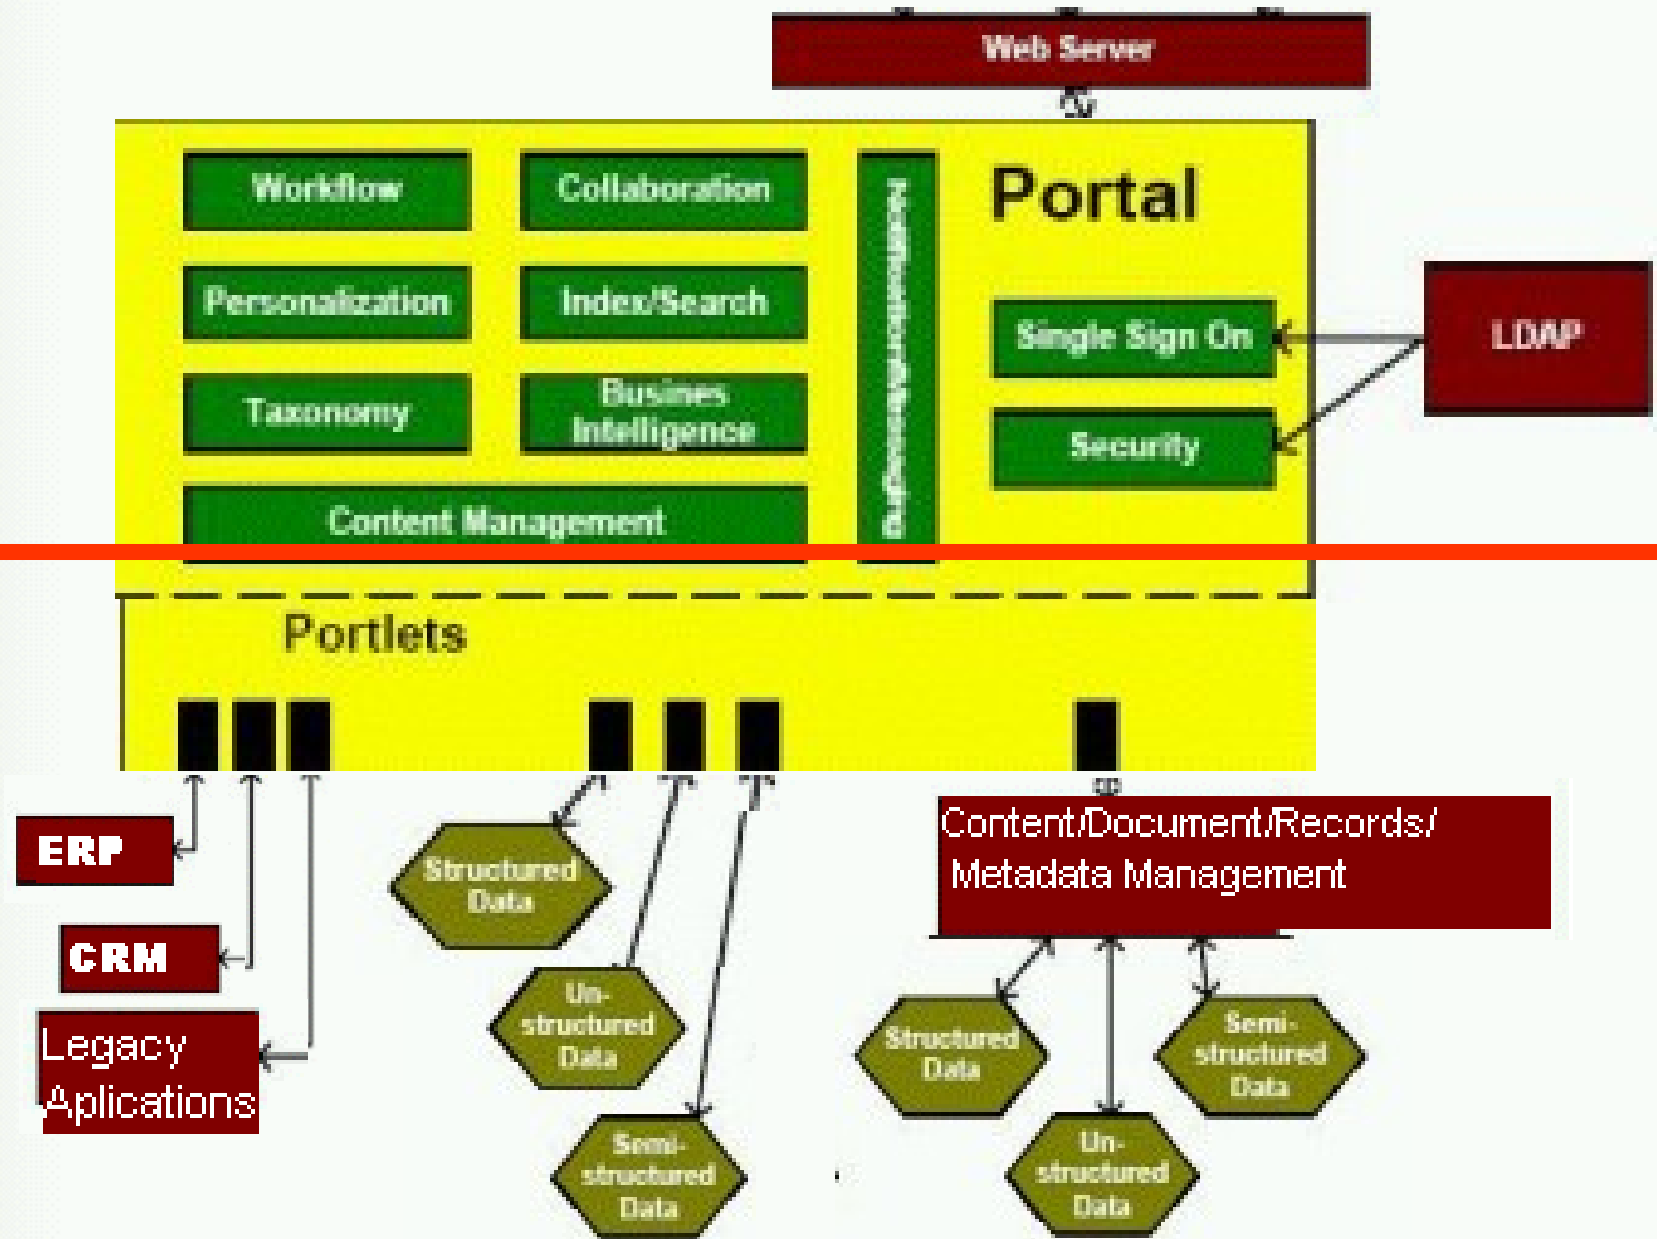 Web Server
Portal
Workflow
Collaboration
Personalization
Index/Search
Single Sign On
LDAP
Taxonomy
Busines
Intelligence
Security
Content Management
Portlets
ERP
CRM
Legacy
Aplications
Structured
Data
Un-
structured
Data
Semi-
structured
Data
Content/Document/Records/
Metadata Management
Structured
Data
Un-
structured
Data
Semi-
structured
Data